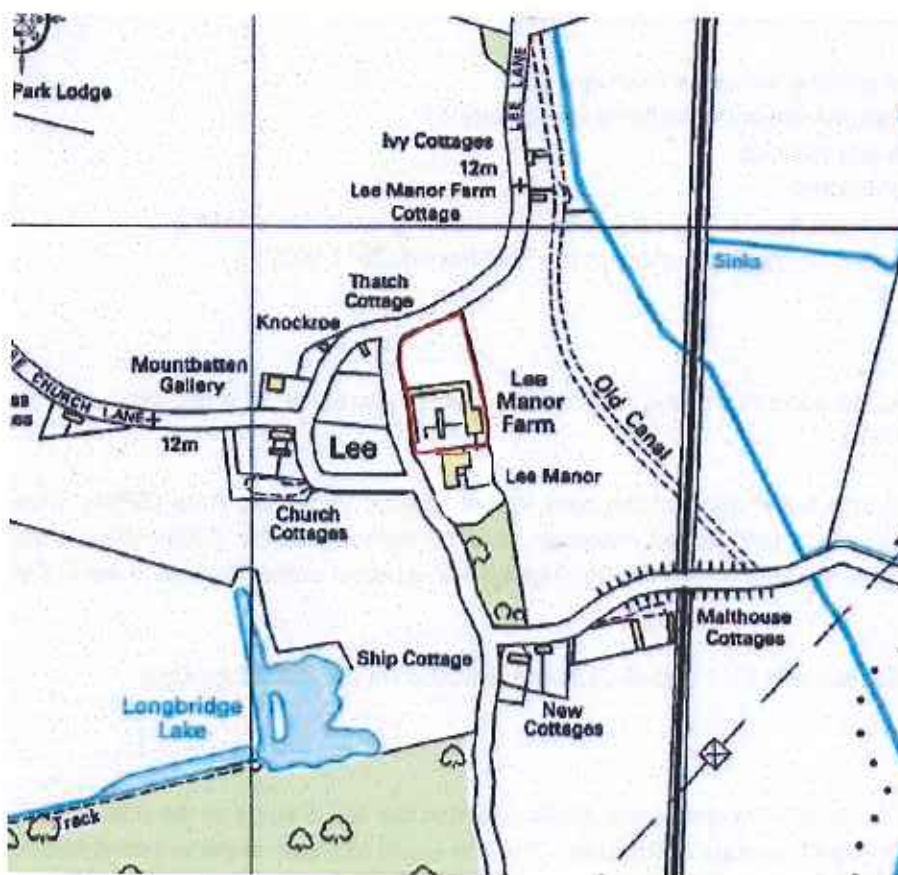 Park Lodge
LEE LANE
Ivy Cottages
12m
Lee Manor Farm
Cottage
Sinks
Thatch
Cottage
Knockroe
Mountbatten
Gallery
CHURCH LANE
12m
Lee
Lee
Manor
Farm
Old Canal
Lee Manor
Church
Cottages
Malthouse
Cottages
Ship Cottage
New
Cottages
Longbridge
Lake
Track